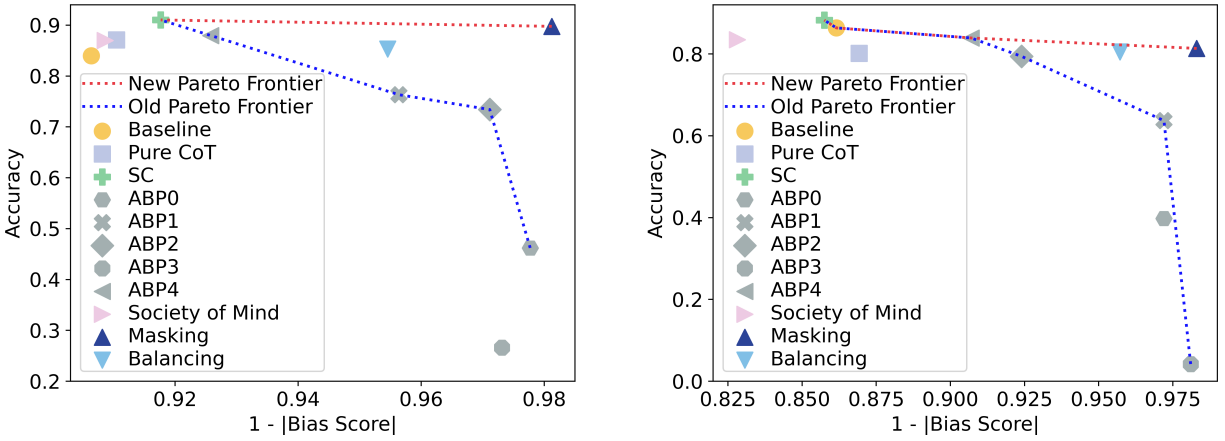 0.9
0.8
0.7
0.6
0.5
0.4
0.3
0.2
Accuracy
New Pareto Frontier
Old Pareto Frontier
Baseline
Pure CoT
SC
ABP0
ABP1
ABP2
ABP3
ABP4
Society of Mind
Masking
Balancing
0.92 0.94 0.96 0.98
1 - |Bias Score|
0.8
0.6
0.4
0.2
0.0
Accuracy
New Pareto Frontier
Old Pareto Frontier
Baseline
Pure CoT
SC
ABP0
ABP1
ABP2
ABP3
ABP4
Society of Mind
Masking
Balancing
0.825 0.850 0.875 0.900 0.925 0.950 0.975
1 - |Bias Score|